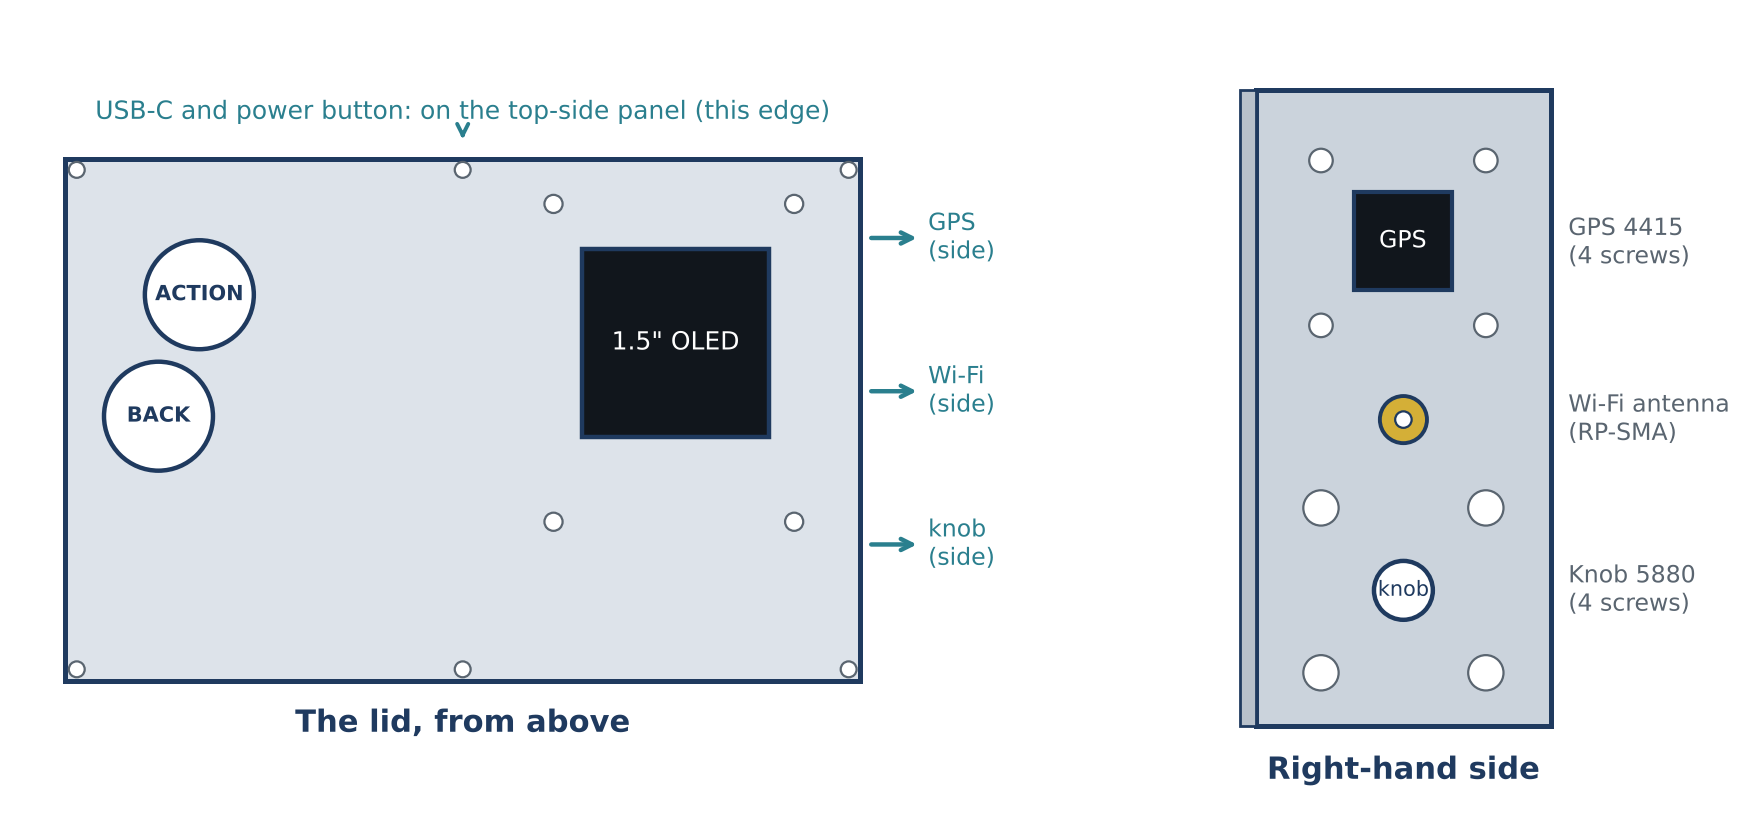 USB-C and power button: on the top-side panel (this edge)
ACTION
BACK
1.5" OLED
GPS
(side)
Wi-Fi
(side)
knob
(side)
The lid, from above
GPS
GPS 4415
(4 screws)
Wi-Fi antenna
(RP-SMA)
knob
Knob 5880
(4 screws)
Right-hand side